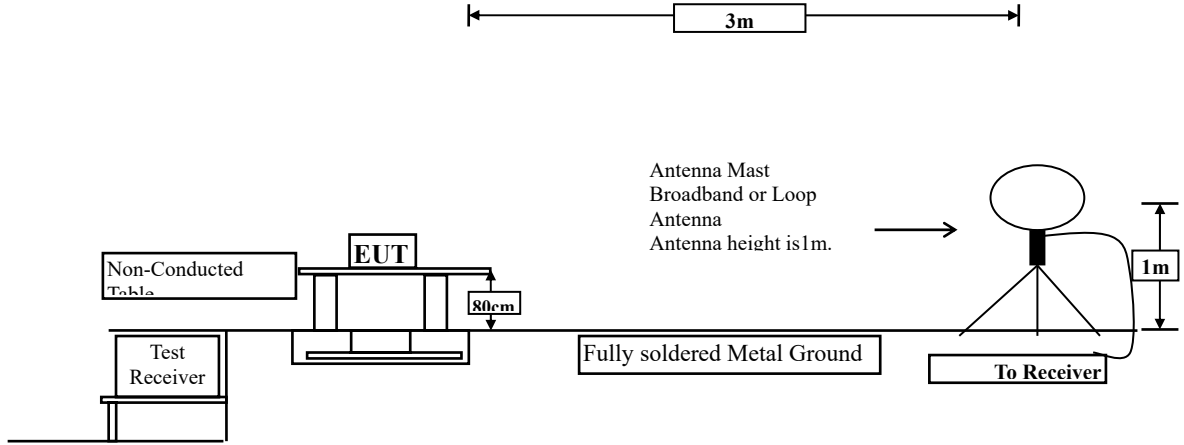 3m
Antenna Mast
Broadband or Loop
Antenna
Antenna height is1m.
EUT
Non-Conducted
Table
80cm
1m
Test
Receiver
Fully soldered Metal Ground
To Receiver